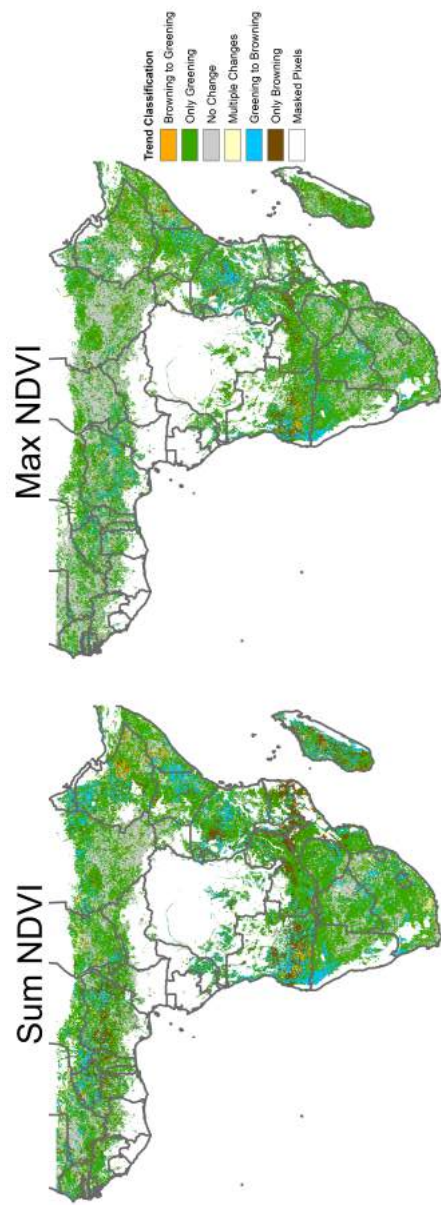 Sum NDVI
Max NDVI
Trend Classification
Browning to Greening
Only Greening
No Change
Multiple Changes
Greening to Browning
Only Browning
Masked Pixels